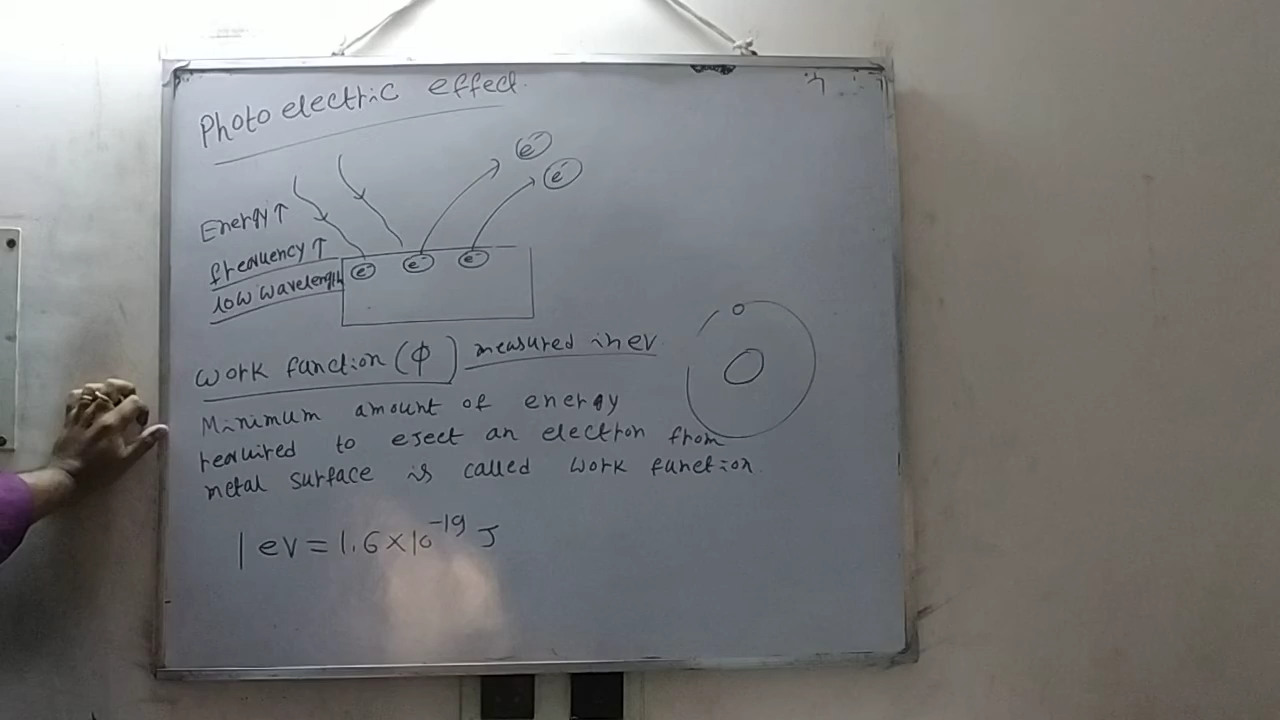 Photo electric effect.
e⁻
e⁻
Energy ↑
frequency ↑
low wavelength
e⁻ e⁻ e⁻
Work function (ϕ) measured in ev
Minimum amount of energy
required to eject an electron from
metal surface is called work function.
1 ev = 1.6 × 10⁻¹⁹ J